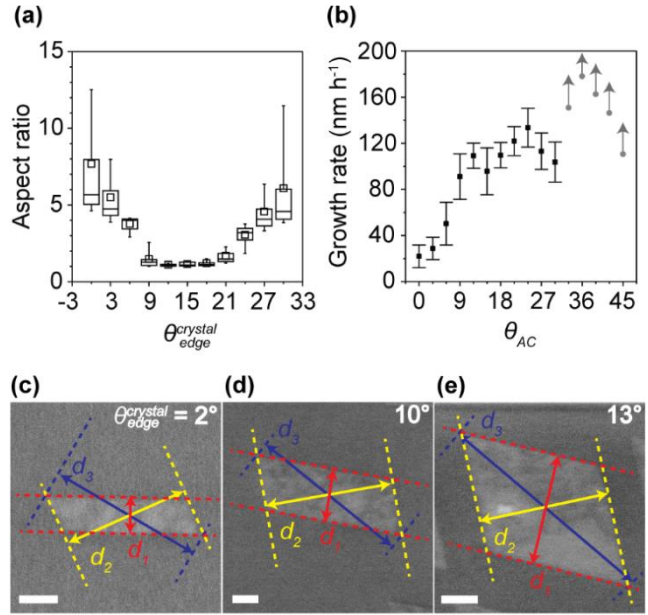 (a)
Aspect ratio
15
10
5
0
-3 3 9 15 21 27 33
θ crystal edge
(b)
Growth rate (nm h⁻¹)
200
160
120
80
40
0
0 9 18 27 36 45
θAC
(c)
θ crystal edge = 2°
d3
d2
d1
(d)
10°
d3
d2
d1
(e)
13°
d3
d2
d1